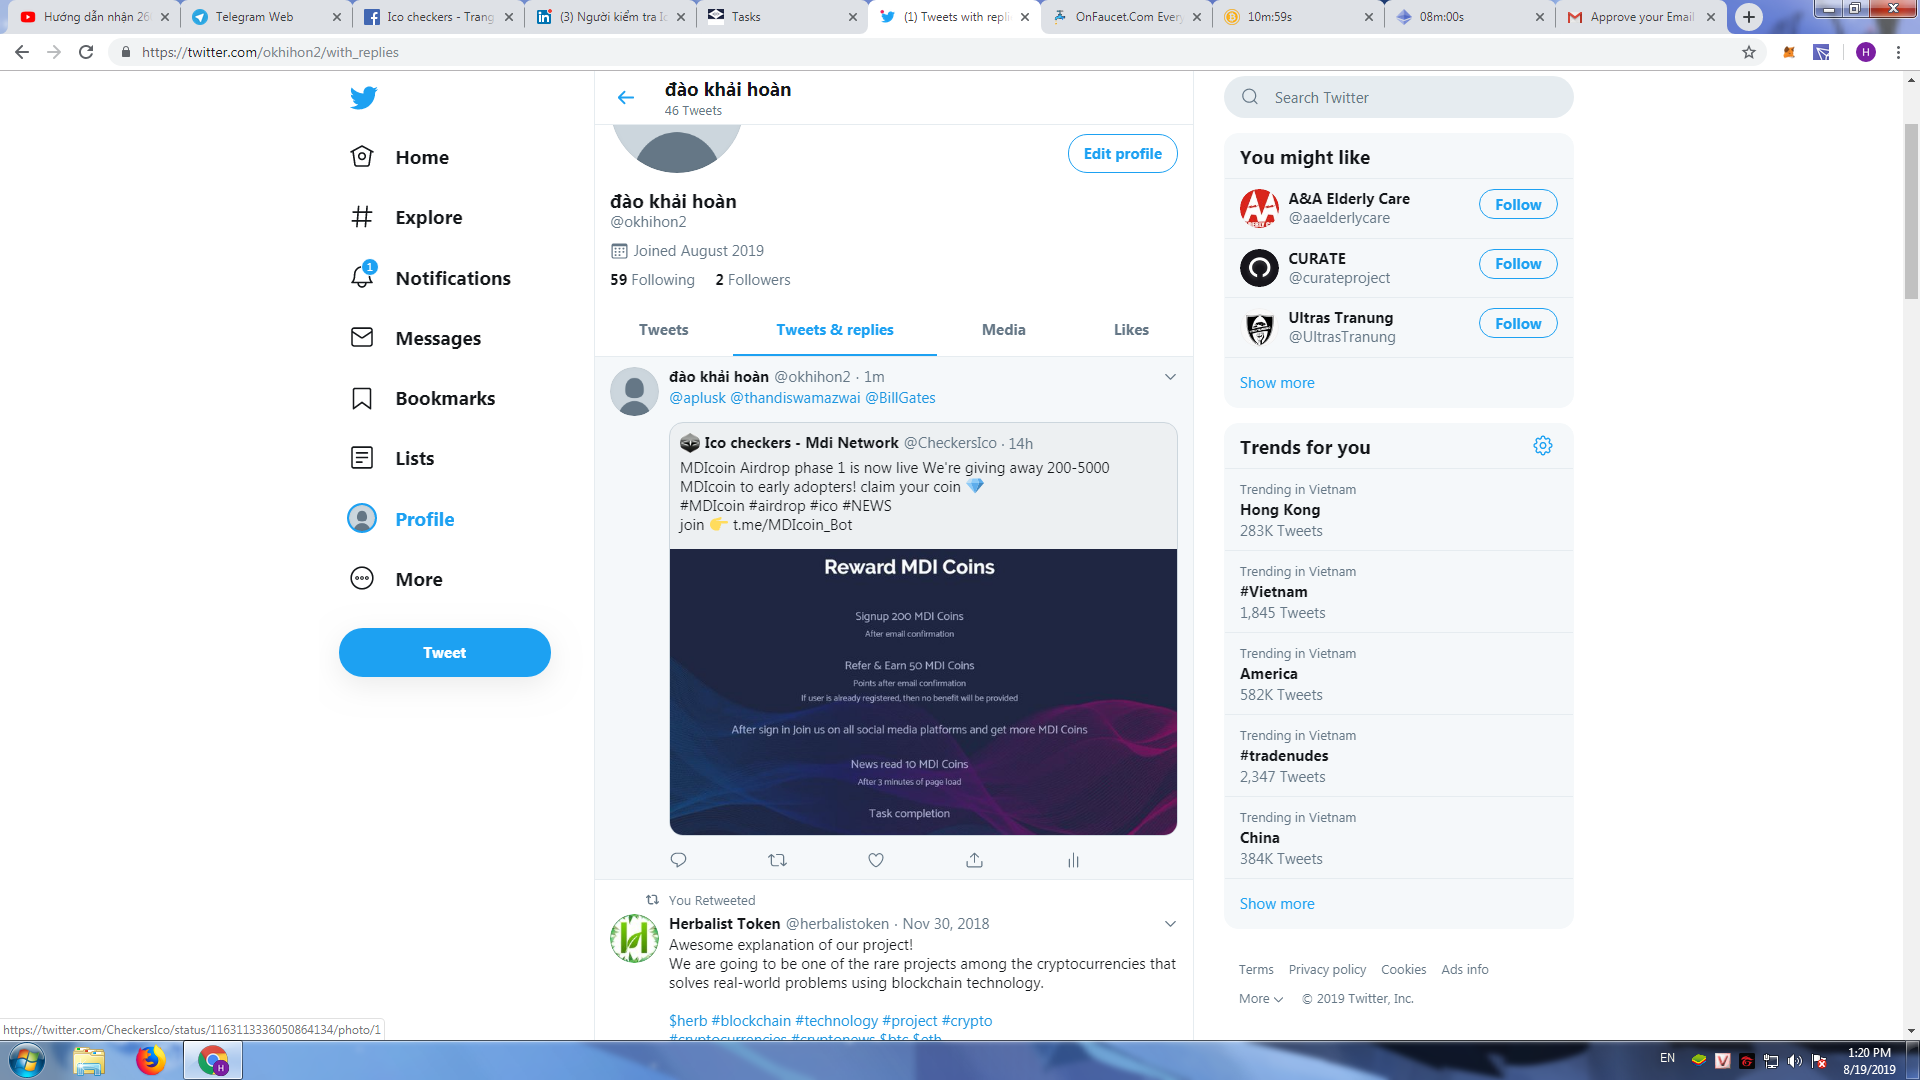 Hướng dẫn nhận 26
Telegram Web
Ico checkers - Trang
(3) Người kiểm tra Ic
Tasks
(1) Tweets with repli
OnFaucet.Com Every
10m:59s
08m:00s
Approve your Email
https://twitter.com/okhihon2/with_replies
H
Home
Explore
1
Notifications
Messages
Bookmarks
Lists
Profile
More
Tweet
đào khải hoàn
46 Tweets
Edit profile
đào khải hoàn
@okhihon2
Joined August 2019
59 Following 2 Followers
Tweets Tweets & replies Media Likes
đào khải hoàn @okhihon2 · 1m
@aplusk @thandiswamazwai @BillGates
Ico checkers - Mdi Network @CheckersIco · 14h
MDIcoin Airdrop phase 1 is now live We're giving away 200-5000
MDIcoin to early adopters! claim your coin 💎
#MDIcoin #airdrop #ico #NEWS
join 👉 t.me/MDIcoin_Bot
Reward MDI Coins
Signup 200 MDI Coins
After email confirmation
Refer & Earn 50 MDI Coins
Points after email confirmation
If user is already registered, then no benefit will be provided
After sign in Join us on all social media platforms and get more MDI Coins
News read 10 MDI Coins
After 3 minutes of page load
Task completion
You Retweeted
Herbalist Token @herbalistoken · Nov 30, 2018
Awesome explanation of our project!
We are going to be one of the rare projects among the cryptocurrencies that
solves real-world problems using blockchain technology.
$herb #blockchain #technology #project #crypto
#cryptocurrencies #cryptonews $btc $eth
Search Twitter
You might like
A&A Elderly Care
@aaelderlycare
Follow
CURATE
@curateproject
Follow
Ultras Tranung
@UltrasTranung
Follow
Show more
Trends for you
Trending in Vietnam
Hong Kong
283K Tweets
Trending in Vietnam
#Vietnam
1,845 Tweets
Trending in Vietnam
America
582K Tweets
Trending in Vietnam
#tradenudes
2,347 Tweets
Trending in Vietnam
China
384K Tweets
Show more
Terms Privacy policy Cookies Ads info
More © 2019 Twitter, Inc.
https://twitter.com/CheckersIco/status/1163113336050864134/photo/1
H
EN
V
1:20 PM
8/19/2019